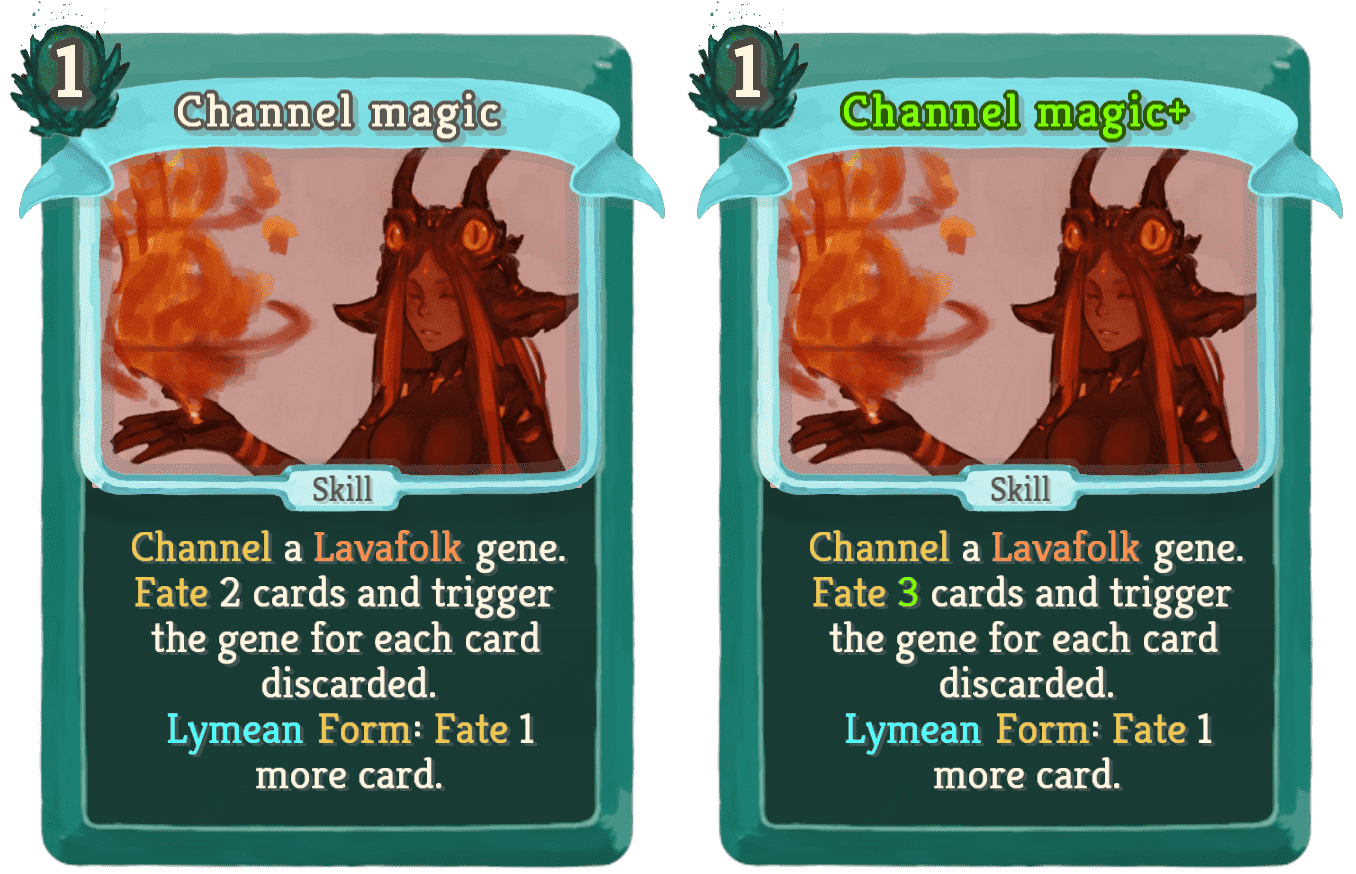 1
Channel magic
Skill
Channel a Lavafolk gene.
Fate 2 cards and trigger
the gene for each card
discarded.
Lymean Form: Fate 1
more card.
1
Channel magic+
Skill
Channel a Lavafolk gene.
Fate 3 cards and trigger
the gene for each card
discarded.
Lymean Form: Fate 1
more card.